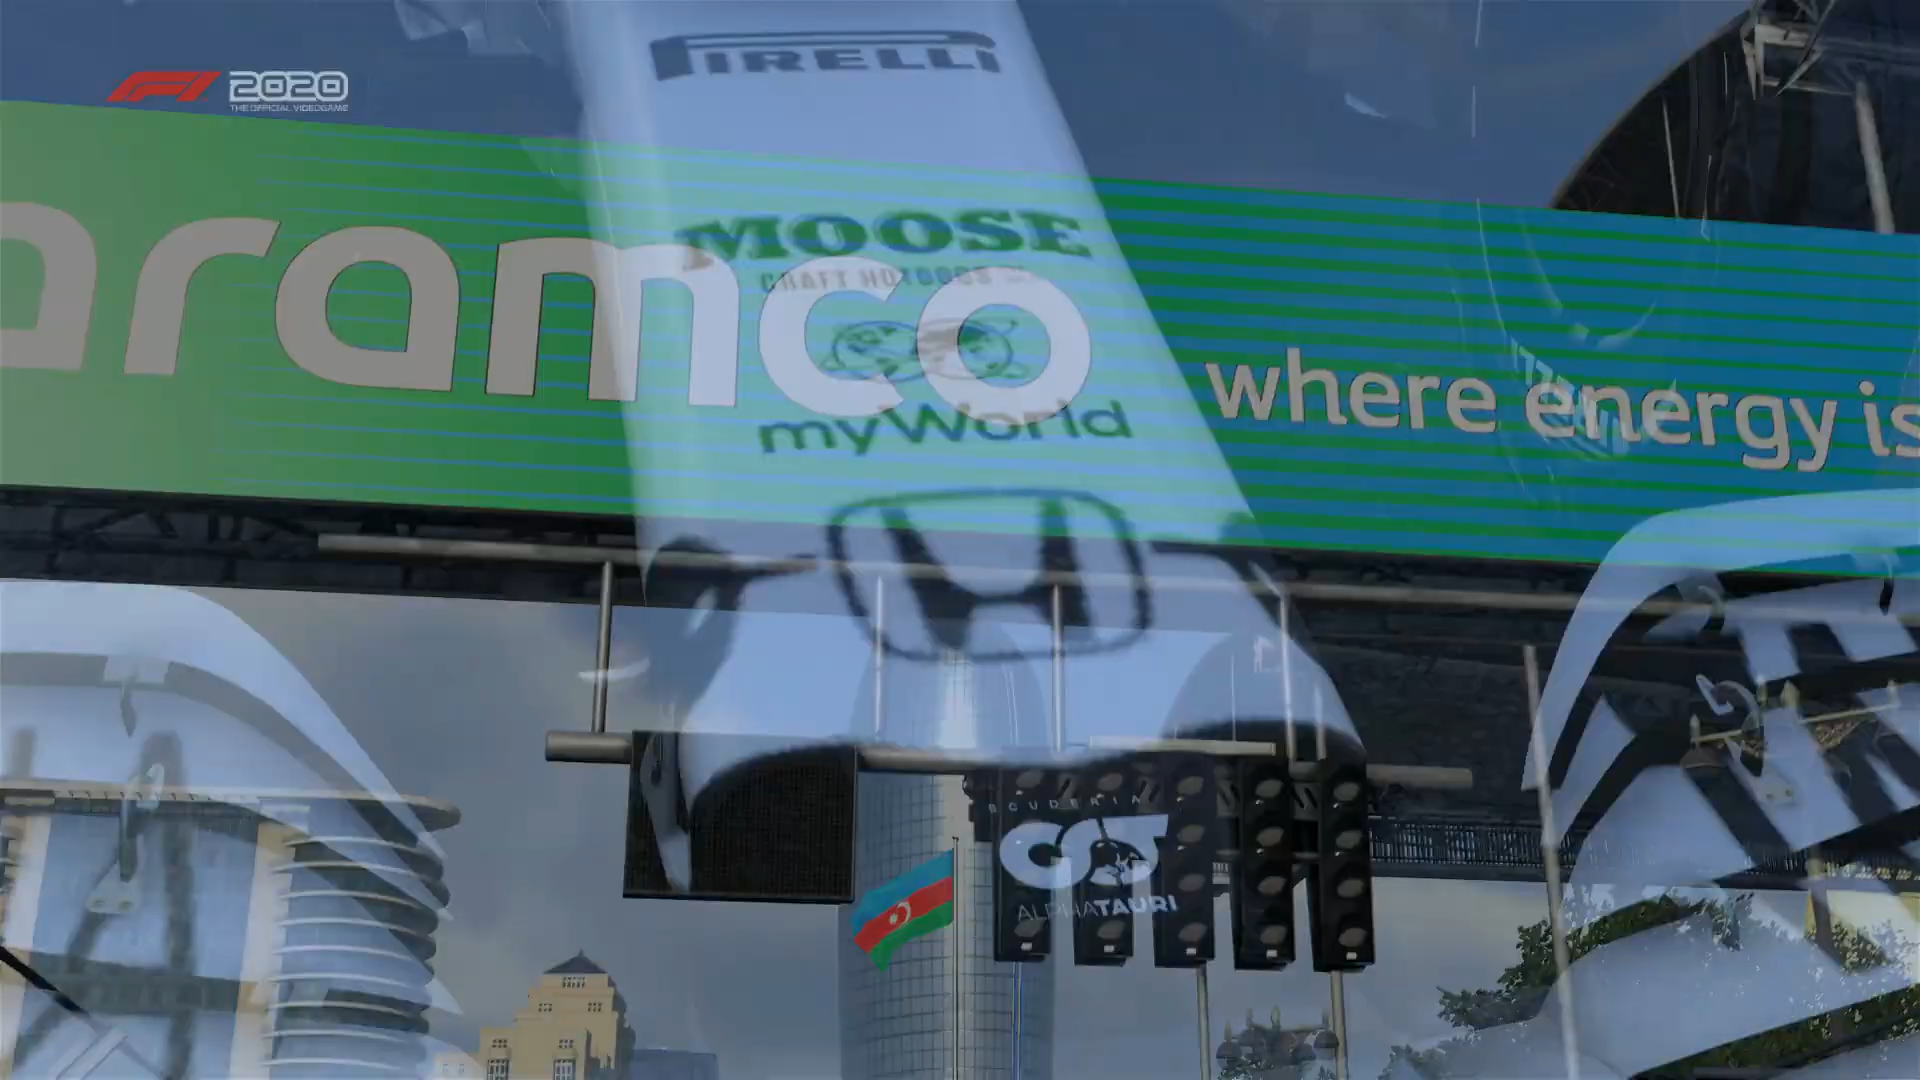 PIRELLI
F1 2020
THE OFFICIAL VIDEOGAME
MOOSE
CRAFT HOTDOGS
aramco
where energy is
myWorld
SCUDERIA
ALPHATAURI